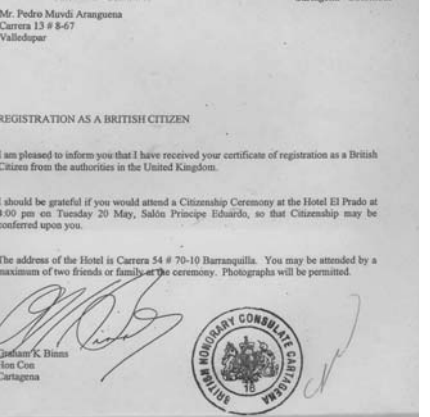 Mr. Pedro Muvdi Aranguena
Carrera 13 # 8-67
Valledupar
REGISTRATION AS A BRITISH CITIZEN
I am pleased to inform you that I have received your certificate of registration as a British
Citizen from the authorities in the United Kingdom.
I should be grateful if you would attend a Citizenship Ceremony at the Hotel El Prado at
:00 pm on Tuesday 20 May, Salón Principe Eduardo, so that Citizenship may be
conferred upon you.
The address of the Hotel is Carrera 54 # 70-10 Barranquilla. You may be attended by a
maximum of two friends or family at the ceremony. Photographs will be permitted.
Graham K Binns
Hon Con
Cartagena
BRITISH HONORARY CONSULATE CARTAGENA